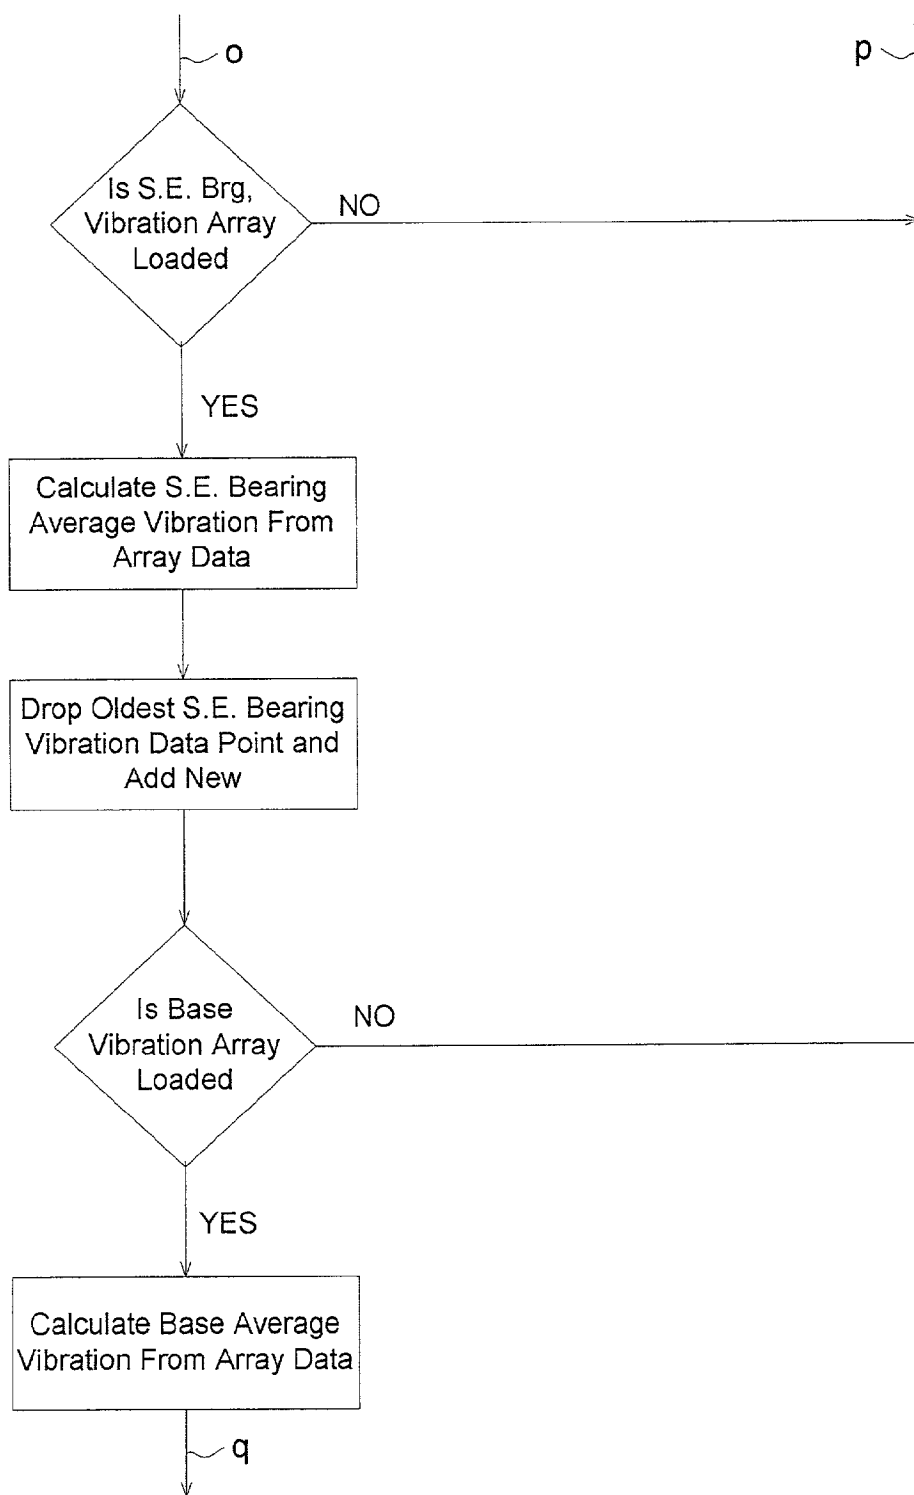 o
p
Is S.E. Brg,
Vibration Array
Loaded
NO
YES
Calculate S.E. Bearing
Average Vibration From
Array Data
Drop Oldest S.E. Bearing
Vibration Data Point and
Add New
Is Base
Vibration Array
Loaded
NO
YES
Calculate Base Average
Vibration From Array Data
q